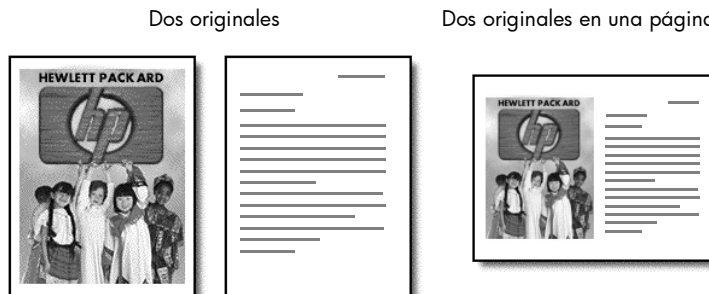 Dos originales
Dos originales en una página
HEWLETT PACK ARD
hp
HEWLETT PACK ARD
hp